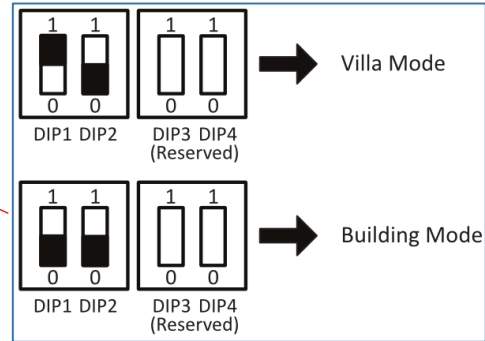 1 1 1 1
Villa Mode
0 0 0 0
DIP1 DIP2 DIP3 DIP4
(Reserved)
1 1 1 1
Building Mode
0 0 0 0
DIP1 DIP2 DIP3 DIP4
(Reserved)